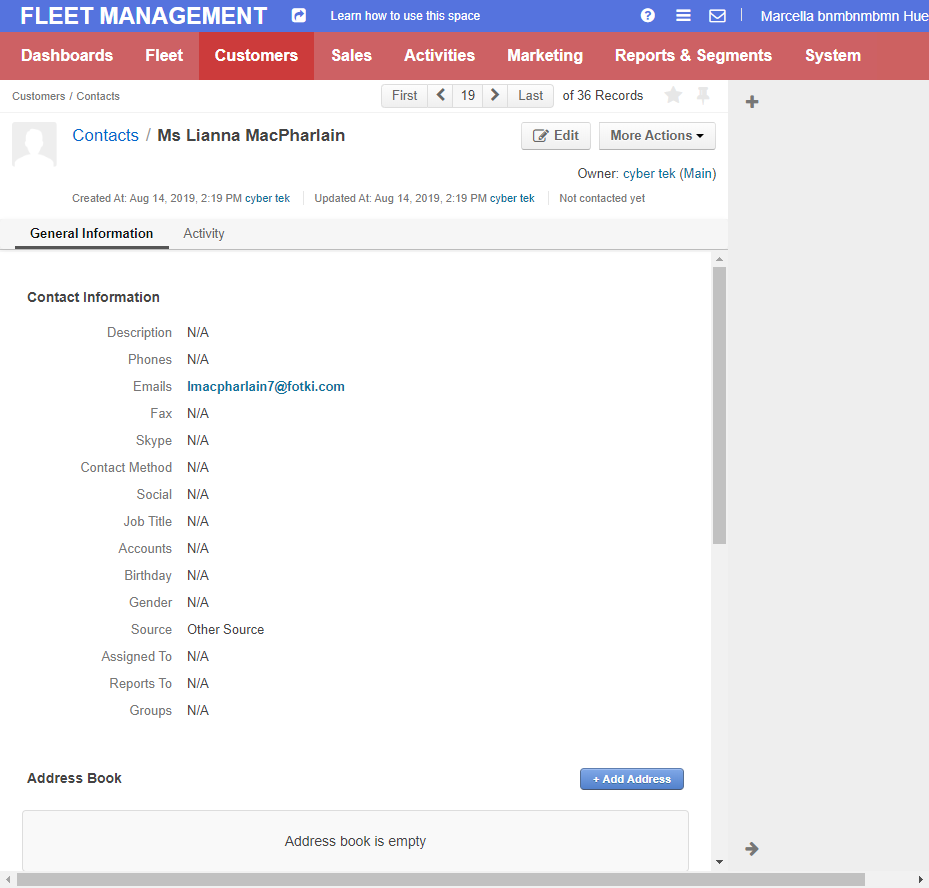 FLEET MANAGEMENT Learn how to use this space Marcella bnmbnmbmn Hue
Dashboards Fleet Customers Sales Activities Marketing Reports & Segments System
Customers / Contacts First 19 Last of 36 Records
Contacts / Ms Lianna MacPharlain Edit More Actions
Owner: cyber tek (Main)
Created At: Aug 14, 2019, 2:19 PM cyber tek Updated At: Aug 14, 2019, 2:19 PM cyber tek Not contacted yet
General Information Activity
Contact Information
Description N/A
Phones N/A
Emails lmacpharlain7@fotki.com
Fax N/A
Skype N/A
Contact Method N/A
Social N/A
Job Title N/A
Accounts N/A
Birthday N/A
Gender N/A
Source Other Source
Assigned To N/A
Reports To N/A
Groups N/A
Address Book + Add Address
Address book is empty